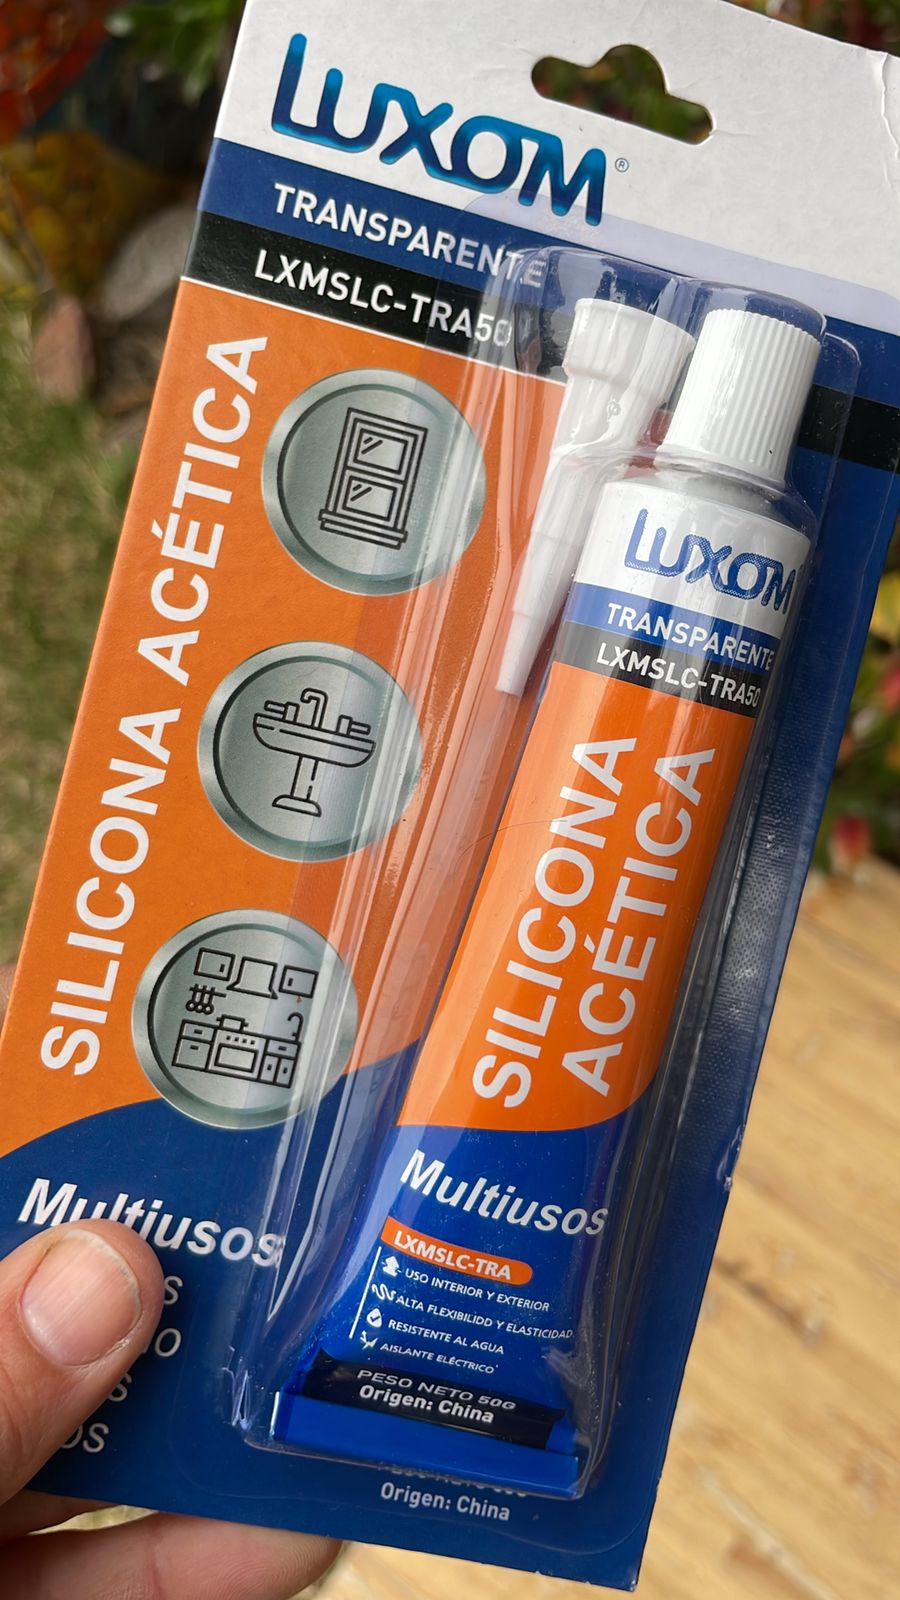 LUXOM®
TRANSPARENTE
LXMSLC-TRA50
SILICONA ACÉTICA
Multiusos
LUXOM
TRANSPARENTE
LXMSLC-TRA50
SILICONA
ACÉTICA
Multiusos
LXMSLC-TRA
USO INTERIOR Y EXTERIOR
ALTA FLEXIBILIDD Y ELASTICIDAD
RESISTENTE AL AGUA
AISLANTE ELÉCTRICO
PESO NETO 50G
Origen: China
Origen: China